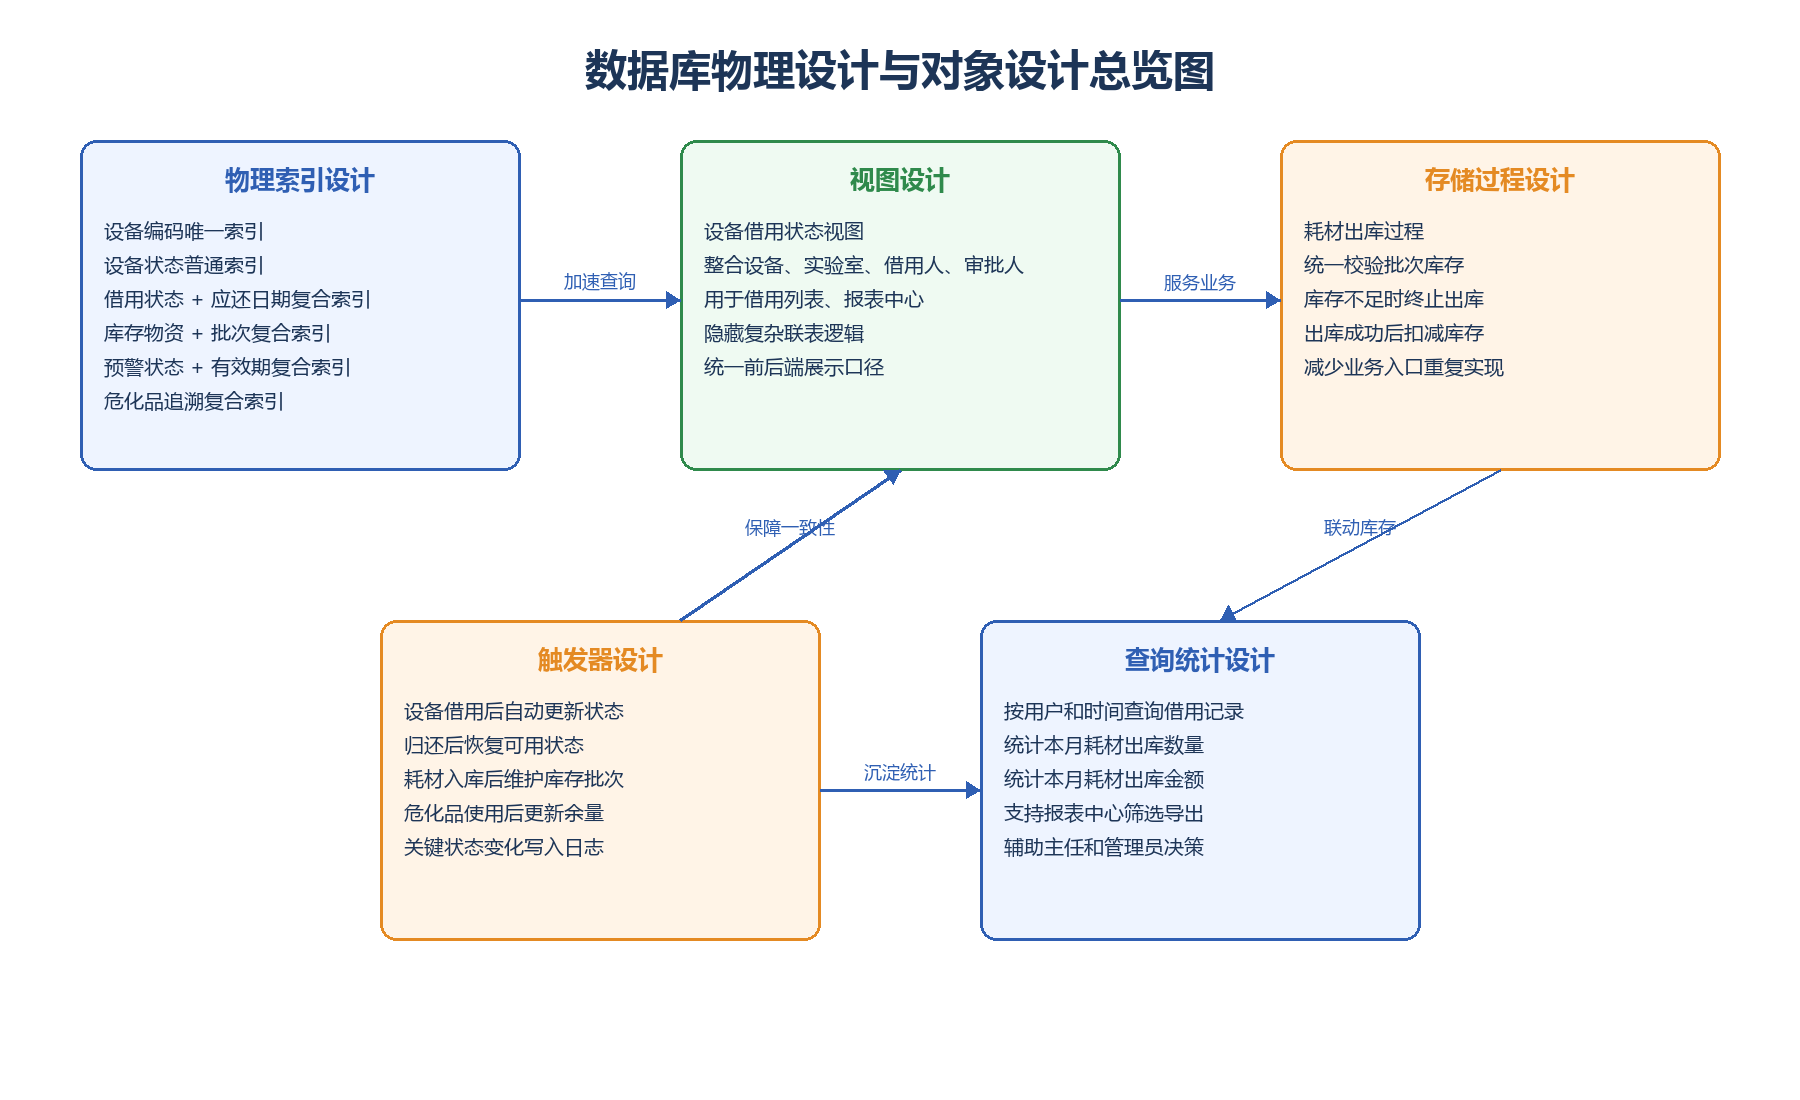 数据库物理设计与对象设计总览图
物理索引设计
设备编码唯一索引
设备状态普通索引
借用状态 + 应还日期复合索引
库存物资 + 批次复合索引
预警状态 + 有效期复合索引
危化品追溯复合索引
加速查询
视图设计
设备借用状态视图
整合设备、实验室、借用人、审批人
用于借用列表、报表中心
隐藏复杂联表逻辑
统一前后端展示口径
服务业务
存储过程设计
耗材出库过程
统一校验批次库存
库存不足时终止出库
出库成功后扣减库存
减少业务入口重复实现
保障一致性
联动库存
触发器设计
设备借用后自动更新状态
归还后恢复可用状态
耗材入库后维护库存批次
危化品使用后更新余量
关键状态变化写入日志
沉淀统计
查询统计设计
按用户和时间查询借用记录
统计本月耗材出库数量
统计本月耗材出库金额
支持报表中心筛选导出
辅助主任和管理员决策